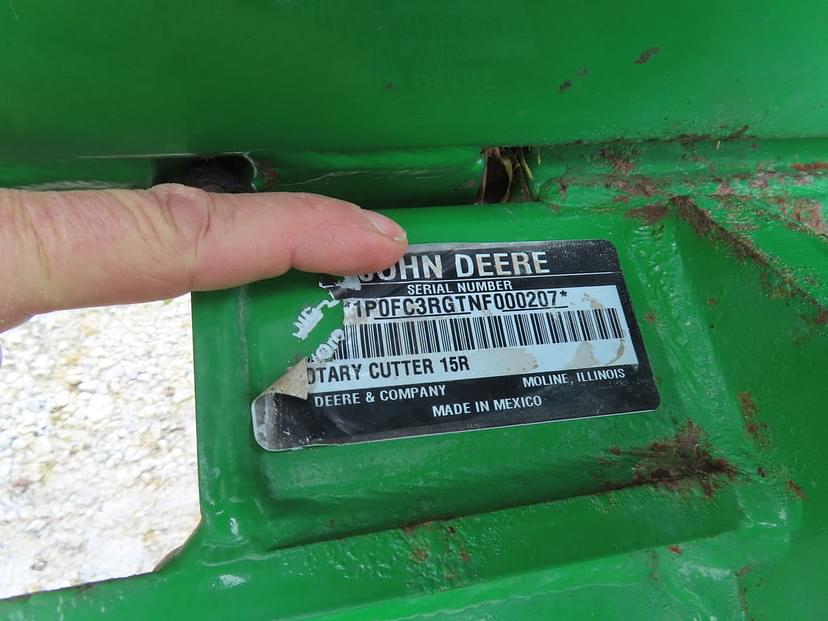 JOHN DEERE
SERIAL NUMBER
*1P0FC3RGTNF000207*
OTARY CUTTER 15R
DEERE & COMPANY MOLINE, ILLINOIS
MADE IN MEXICO